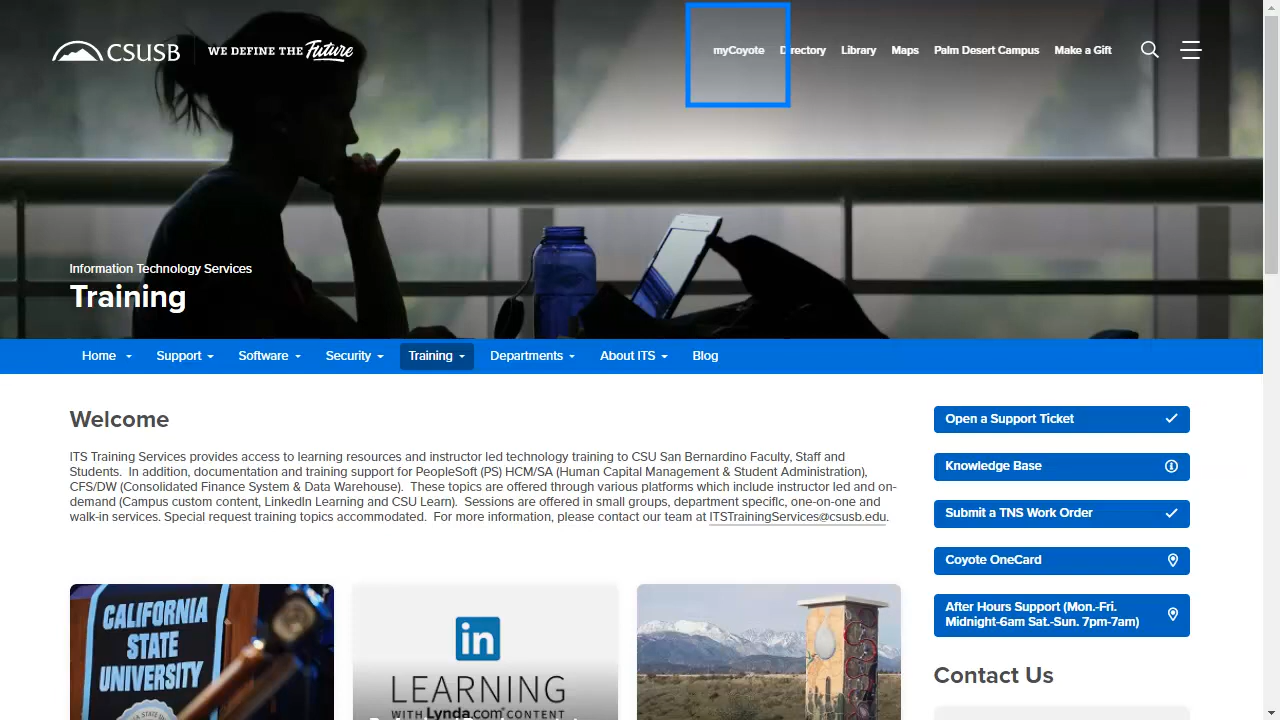 CSUSB
WE DEFINE THE Future
myCoyote
Directory
Library
Maps
Palm Desert Campus
Make a Gift
Information Technology Services
Training
Home
Support
Software
Security
Training
Departments
About ITS
Blog
Welcome
ITS Training Services provides access to learning resources and instructor led technology training to CSU San Bernardino Faculty, Staff and
Students. In addition, documentation and training support for PeopleSoft (PS) HCM/SA (Human Capital Management & Student Administration),
CFS/DW (Consolidated Finance System & Data Warehouse). These topics are offered through various platforms which include instructor led and on-
demand (Campus custom content, LinkedIn Learning and CSU Learn). Sessions are offered in small groups, department specific, one-on-one and
walk-in services. Special request training topics accommodated. For more information, please contact our team at ITSTrainingServices@csusb.edu.
CALIFORNIA
STATE
UNIVERSITY
in
LEARNING
WITH Lynda.com CONTENT
Open a Support Ticket
Knowledge Base
Submit a TNS Work Order
Coyote OneCard
After Hours Support (Mon.-Fri.
Midnight-6am Sat.-Sun. 7pm-7am)
Contact Us